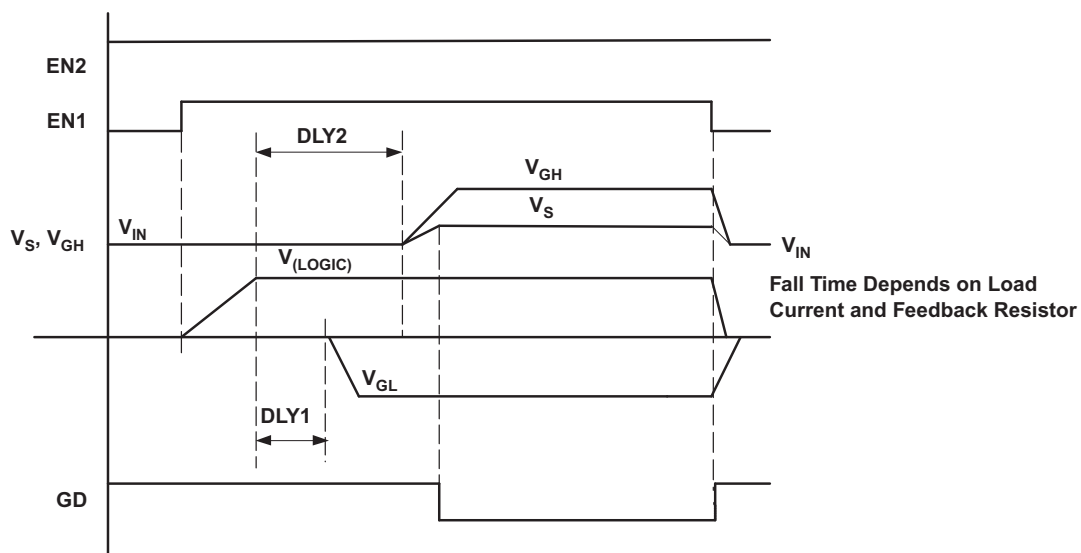 EN2
EN1
DLY2
V_GH
V_S
V_S, V_GH
V_IN
V_IN
V_(LOGIC)
Fall Time Depends on Load
Current and Feedback Resistor
V_GL
DLY1
GD